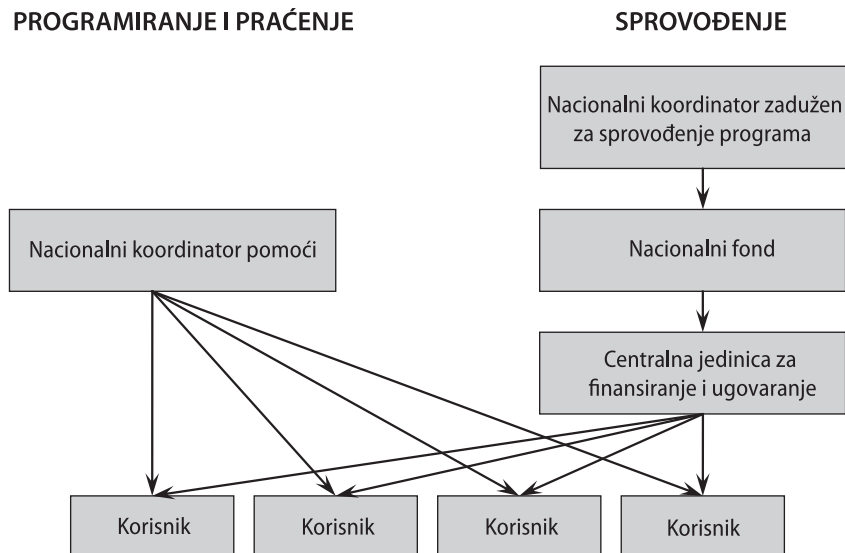 PROGRAMIRANJE I PRAĆENJE
SPROVOĐENJE
Nacionalni koordinator zadužen
za sprovođenje programa
Nacionalni koordinator pomoći
Nacionalni fond
Centralna jedinica za
finansiranje i ugovaranje
Korisnik
Korisnik
Korisnik
Korisnik